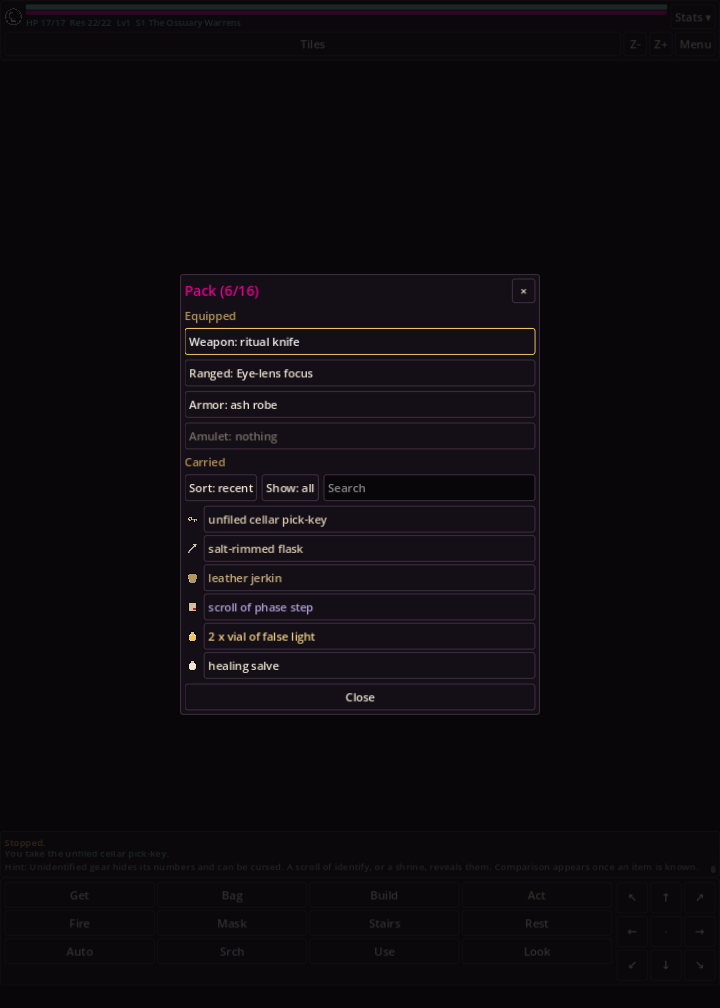 HP 17/17 Res 22/22 Lv1 S1 The Ossuary Warrens
Stats ▾
Tiles
Z-
Z+
Menu
Pack (6/16)
×
Equipped
Weapon: ritual knife
Ranged: Eye-lens focus
Armor: ash robe
Amulet: nothing
Carried
Sort: recent
Show: all
Search
unfiled cellar pick-key
salt-rimmed flask
leather jerkin
scroll of phase step
2 x vial of false light
healing salve
Close
Stopped.
You take the unfiled cellar pick-key.
Hint: Unidentified gear hides its numbers and can be cursed. A scroll of identify, or a shrine, reveals them. Comparison appears once an item is known.
Get
Bag
Build
Act
↖ ↑ ↗
Fire
Mask
Stairs
Rest
← · →
Auto
Srch
Use
Look
↙ ↓ ↘